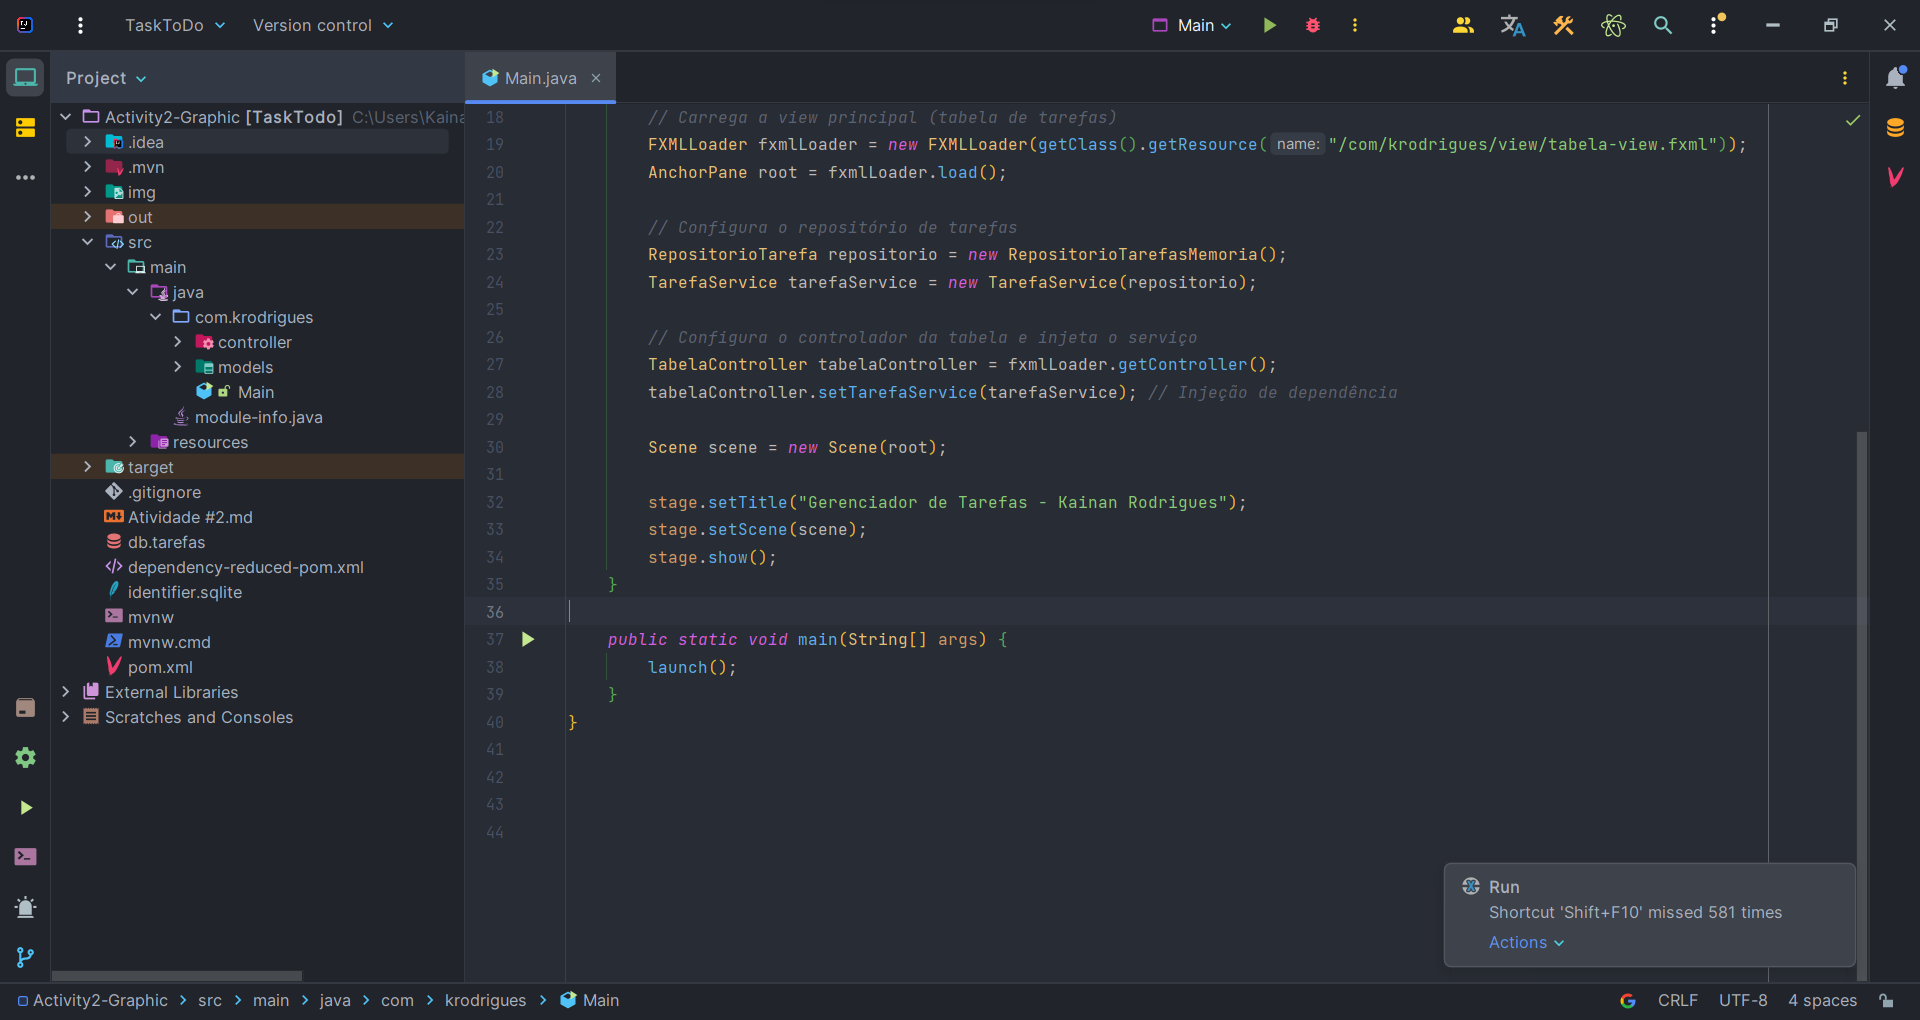 TaskToDo
Version control
Main
Project
Main.java
Activity2-Graphic [TaskTodo] C:\Users\Kaina
.idea
.mvn
img
out
src
main
java
com.krodrigues
controller
models
Main
module-info.java
resources
target
.gitignore
Atividade #2.md
db.tarefas
dependency-reduced-pom.xml
identifier.sqlite
mvnw
mvnw.cmd
pom.xml
External Libraries
Scratches and Consoles
18 // Carrega a view principal (tabela de tarefas)
19 FXMLLoader fxmlLoader = new FXMLLoader(getClass().getResource( name: "/com/krodrigues/view/tabela-view.fxml"));
20 AnchorPane root = fxmlLoader.load();
21
22 // Configura o repositório de tarefas
23 RepositorioTarefa repositorio = new RepositorioTarefasMemoria();
24 TarefaService tarefaService = new TarefaService(repositorio);
25
26 // Configura o controlador da tabela e injeta o serviço
27 TabelaController tabelaController = fxmlLoader.getController();
28 tabelaController.setTarefaService(tarefaService); // Injeção de dependência
29
30 Scene scene = new Scene(root);
31
32 stage.setTitle("Gerenciador de Tarefas - Kainan Rodrigues");
33 stage.setScene(scene);
34 stage.show();
35 }
36
37 public static void main(String[] args) {
38 launch();
39 }
40 }
41
42
43
44
Run
Shortcut 'Shift+F10' missed 581 times
Actions
Activity2-Graphic > src > main > java > com > krodrigues > Main
CRLF UTF-8 4 spaces